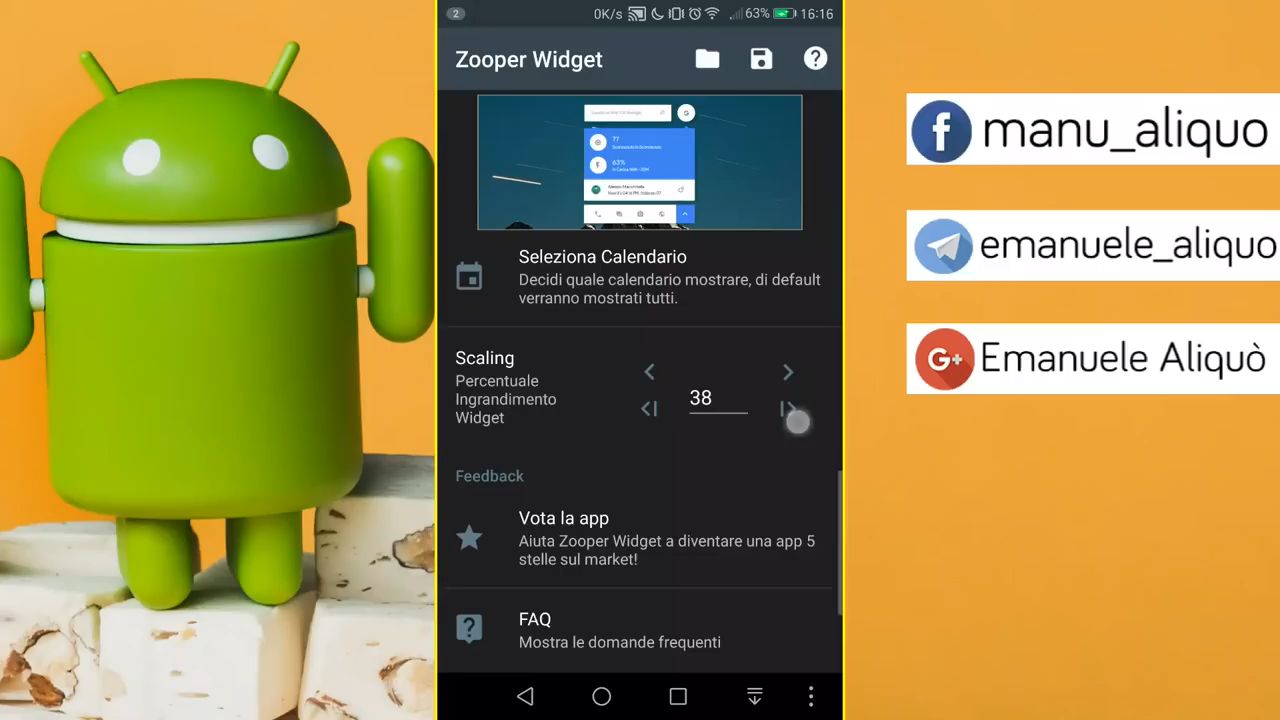 2
0K/s
63%
16:16
Zooper Widget
??
63%
Seleziona Calendario
Decidi quale calendario mostrare, di default
verranno mostrati tutti.
Scaling
Percentuale
Ingrandimento
Widget
38
Feedback
Vota la app
Aiuta Zooper Widget a diventare una app 5
stelle sul market!
FAQ
Mostra le domande frequenti
manu_aliquo
emanuele_aliquo
G+ Emanuele Aliquò